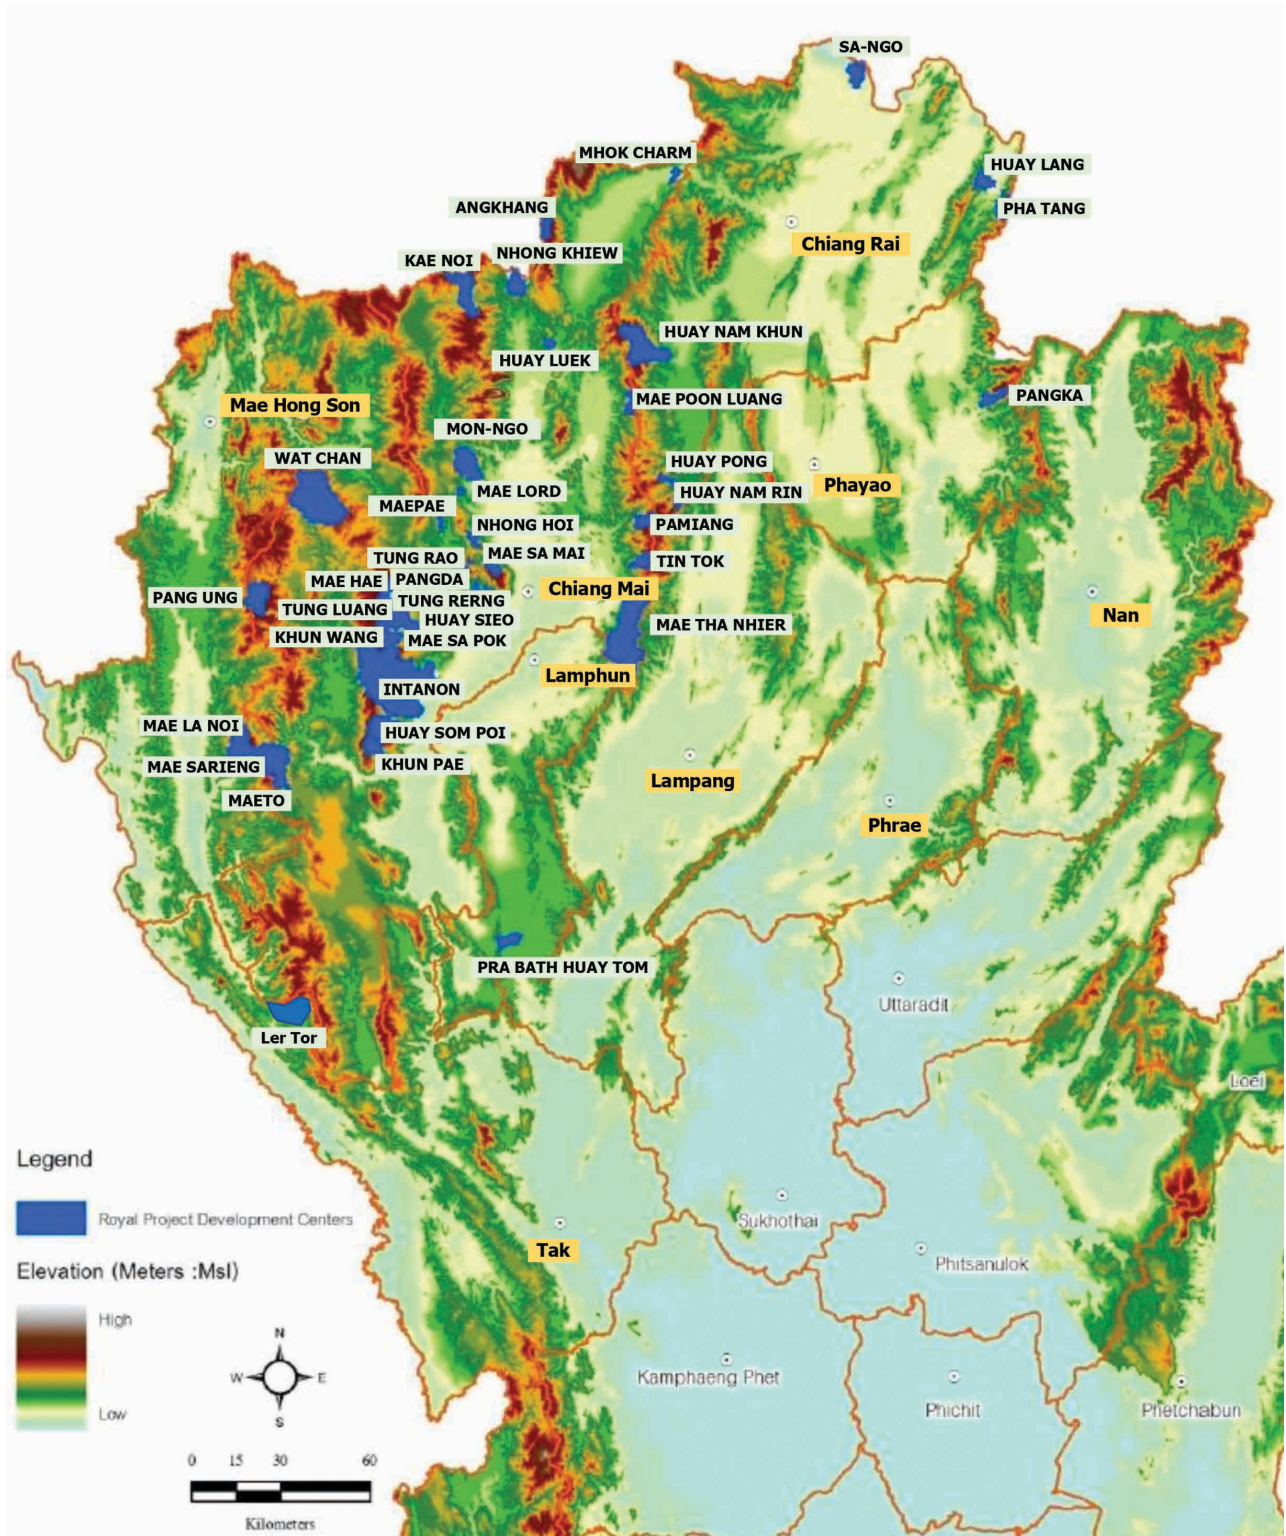 SA-NGO
MHOK CHARM
HUAY LANG
ANGKHANG
PHA TANG
Chiang Rai
KAE NOI
NHONG KHIEW
HUAY NAM KHUN
HUAY LUEK
Mae Hong Son
MAE POON LUANG
PANGKA
MON-NGO
WAT CHAN
HUAY PONG
Phayao
MAE LORD
HUAY NAM RIN
MAEPAE
NHONG HOI
PAMIANG
TUNG RAO
MAE SA MAI
TIN TOK
MAE HAE
PANGDA
Chiang Mai
PANG UNG
TUNG LUANG
TUNG RERNG
Nan
HUAY SIEO
MAE THA NHIER
KHUN WANG
MAE SA POK
Lamphun
INTANON
MAE LA NOI
HUAY SOM POI
MAE SARIENG
KHUN PAE
Lampang
MAETO
Phrae
PRA BATH HUAY TOM
Uttaradit
Ler Tor
Loei
Legend
Royal Project Development Centers
Sukhothai
Tak
Phitsanulok
Elevation (Meters :Msl)
High
Low
N
W
E
S
Kamphaeng Phet
Phichit
Phetchabun
0 15 30 60
Kilometers